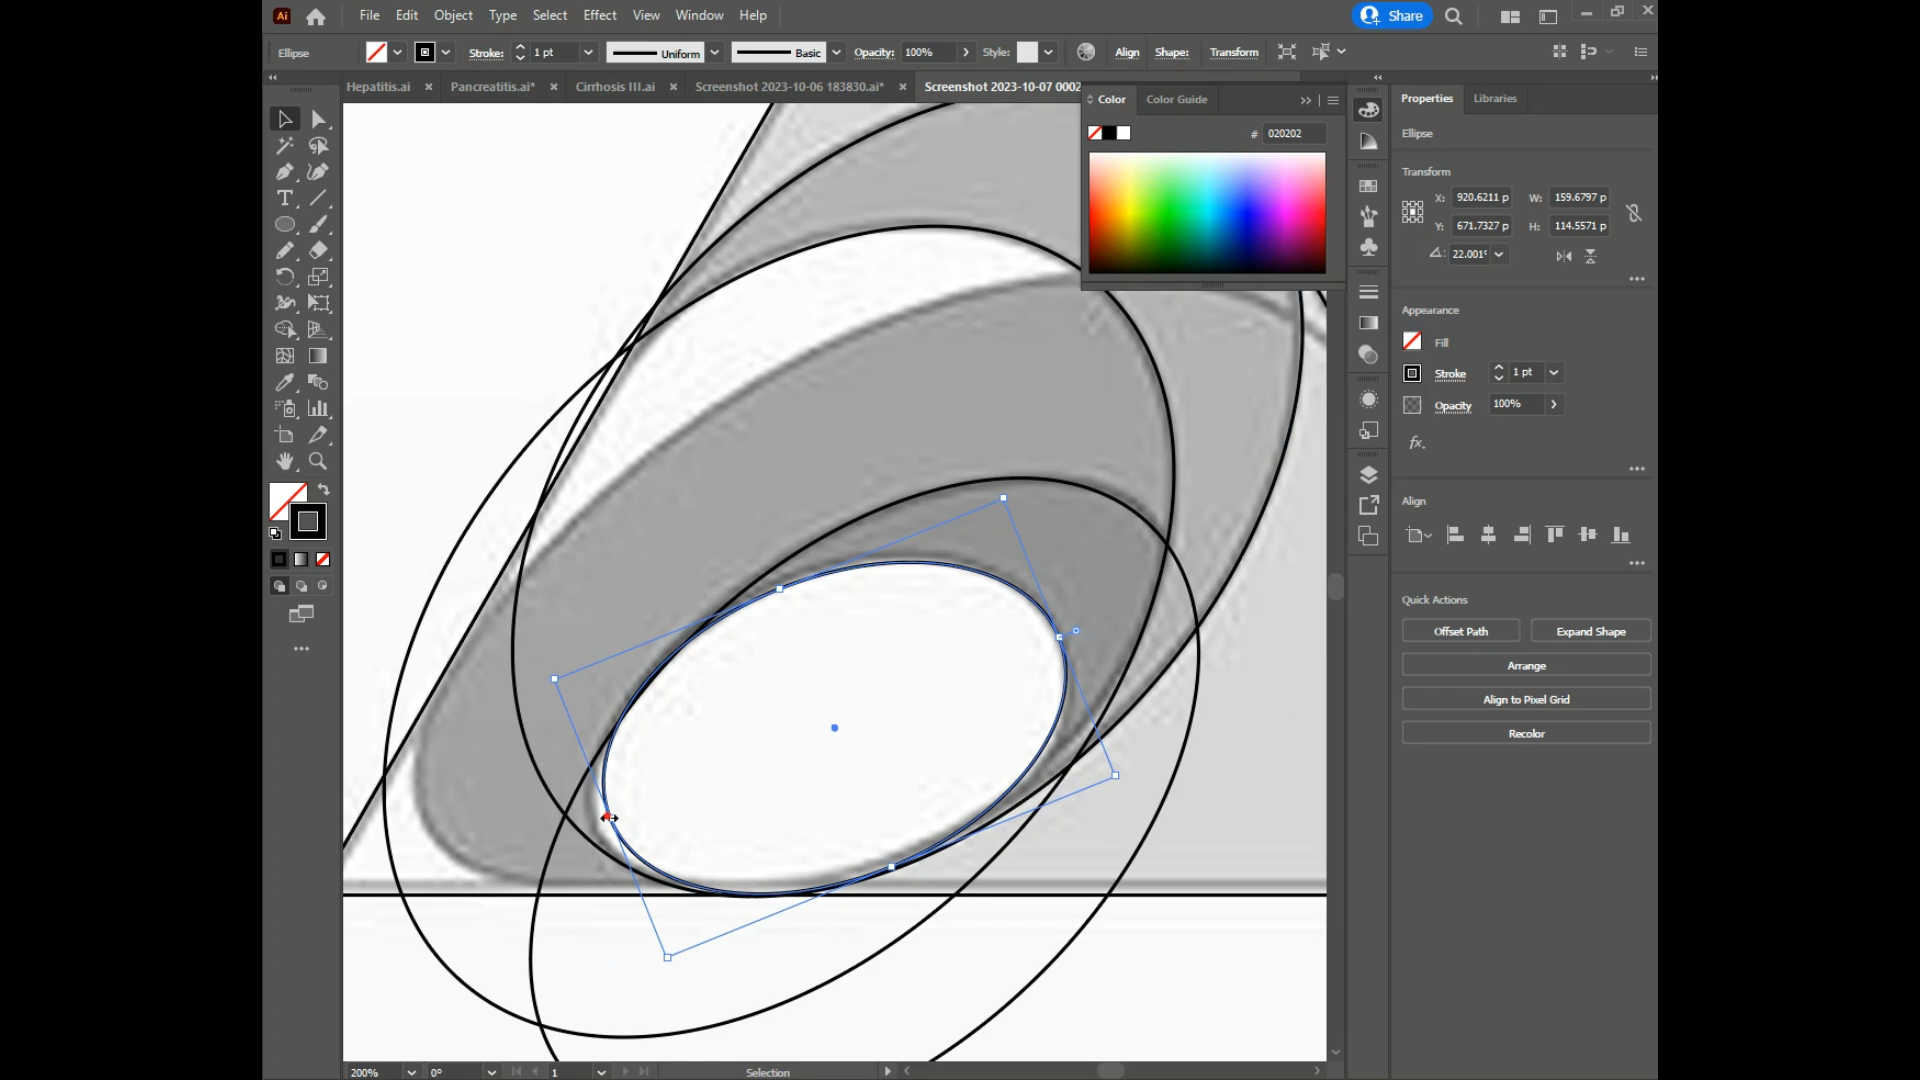 Ai File Edit Object Type Select Effect View Window Help Share
Ellipse Stroke: 1 pt Uniform Basic Opacity: 100% Style: Align Shape: Transform
Hepatitis.ai × Pancreatitis.ai* × Cirrhosis III.ai × Screenshot 2023-10-06 183830.ai* × Screenshot 2023-10-07 0002
Color Color Guide
# 020202
Properties Libraries
Ellipse
Transform
X: 920.6211 p W: 159.6797 p
Y: 671.7327 p H: 114.5571 p
22.001°
Appearance
Fill
Stroke 1 pt
Opacity 100%
fx.
Align
Quick Actions
Offset Path Expand Shape
Arrange
Align to Pixel Grid
Recolor
200% 0° 1 Selection